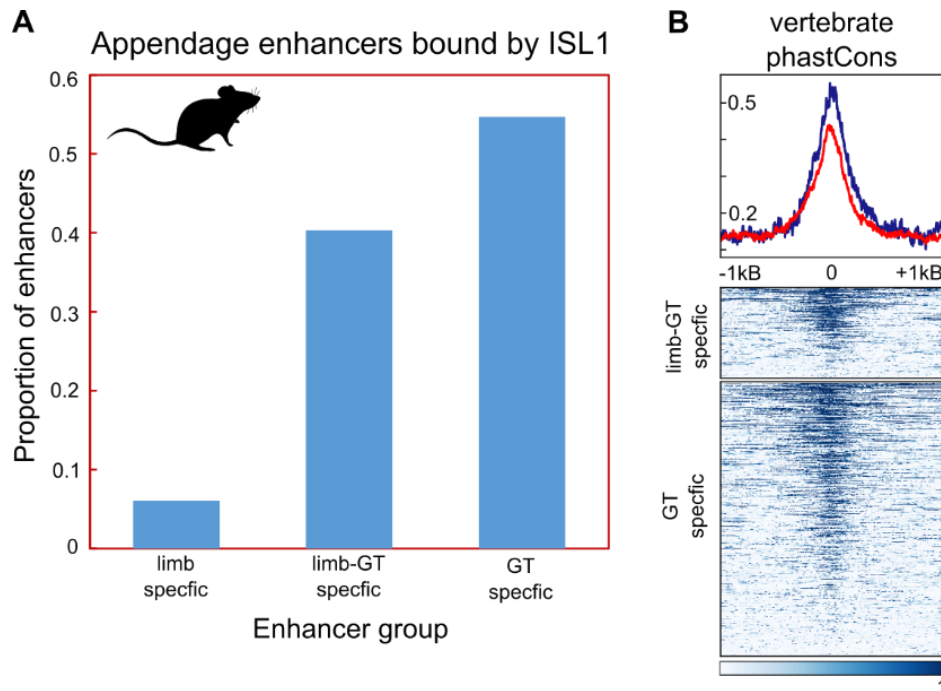 A
Appendage enhancers bound by ISL1
0.6
0.5
0.4
0.3
0.2
0.1
0
Proportion of enhancers
limb
specfic
limb-GT
specfic
GT
specfic
Enhancer group
B
vertebrate
phastCons
0.5
0.2
-1kB 0 +1kB
limb-GT
specfic
GT
specfic